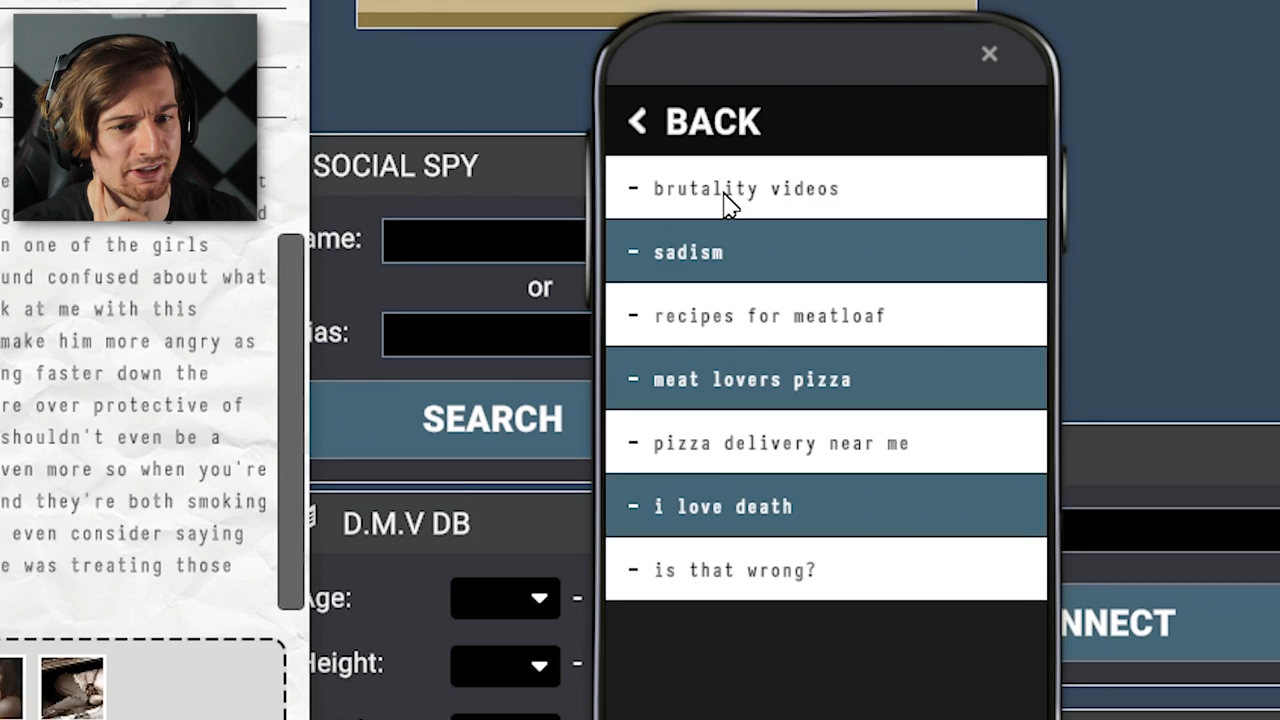 n one of the girls
und confused about what
k at me with this
make him more angry as
ng faster down the
re over protective of
shouldn't even be a
ven more so when you're
nd they're both smoking
even consider saying
e was treating those
SOCIAL SPY
ame:
or
ias:
SEARCH
D.M.V DB
Age:
-
Height:
-
×
BACK
- brutality videos
- sadism
- recipes for meatloaf
- meat lovers pizza
- pizza delivery near me
- i love death
- is that wrong?
NNECT